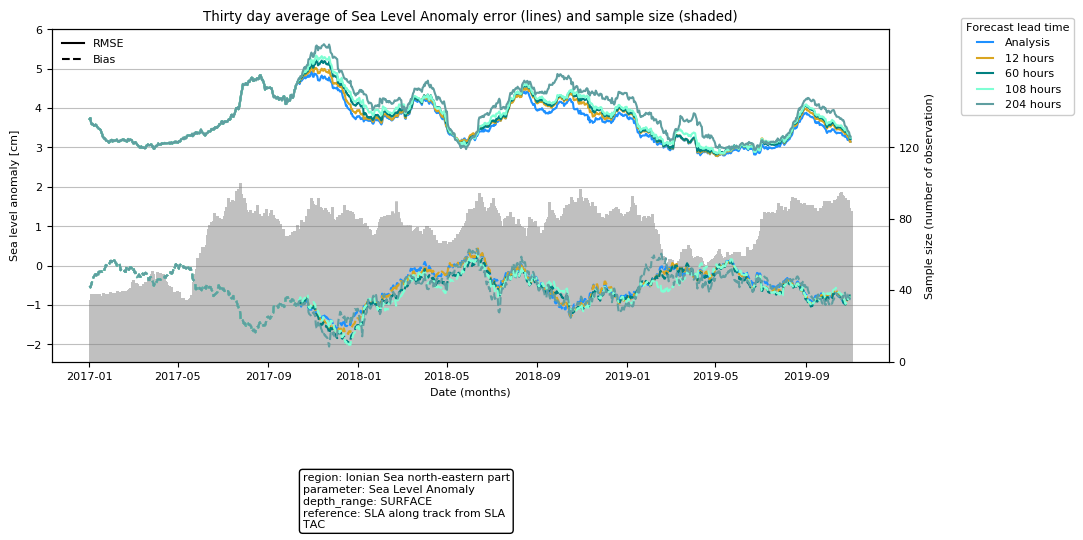 Thirty day average of Sea Level Anomaly error (lines) and sample size (shaded)
Forecast lead time
Analysis
12 hours
60 hours
108 hours
204 hours
RMSE
Bias
6
5
4
3
2
1
0
−1
−2
Sea level anomaly [cm]
120
80
40
0
Sample size (number of observation)
2017-01 2017-05 2017-09 2018-01 2018-05 2018-09 2019-01 2019-05 2019-09
Date (months)
region: Ionian Sea north-eastern part
parameter: Sea Level Anomaly
depth_range: SURFACE
reference: SLA along track from SLA
TAC